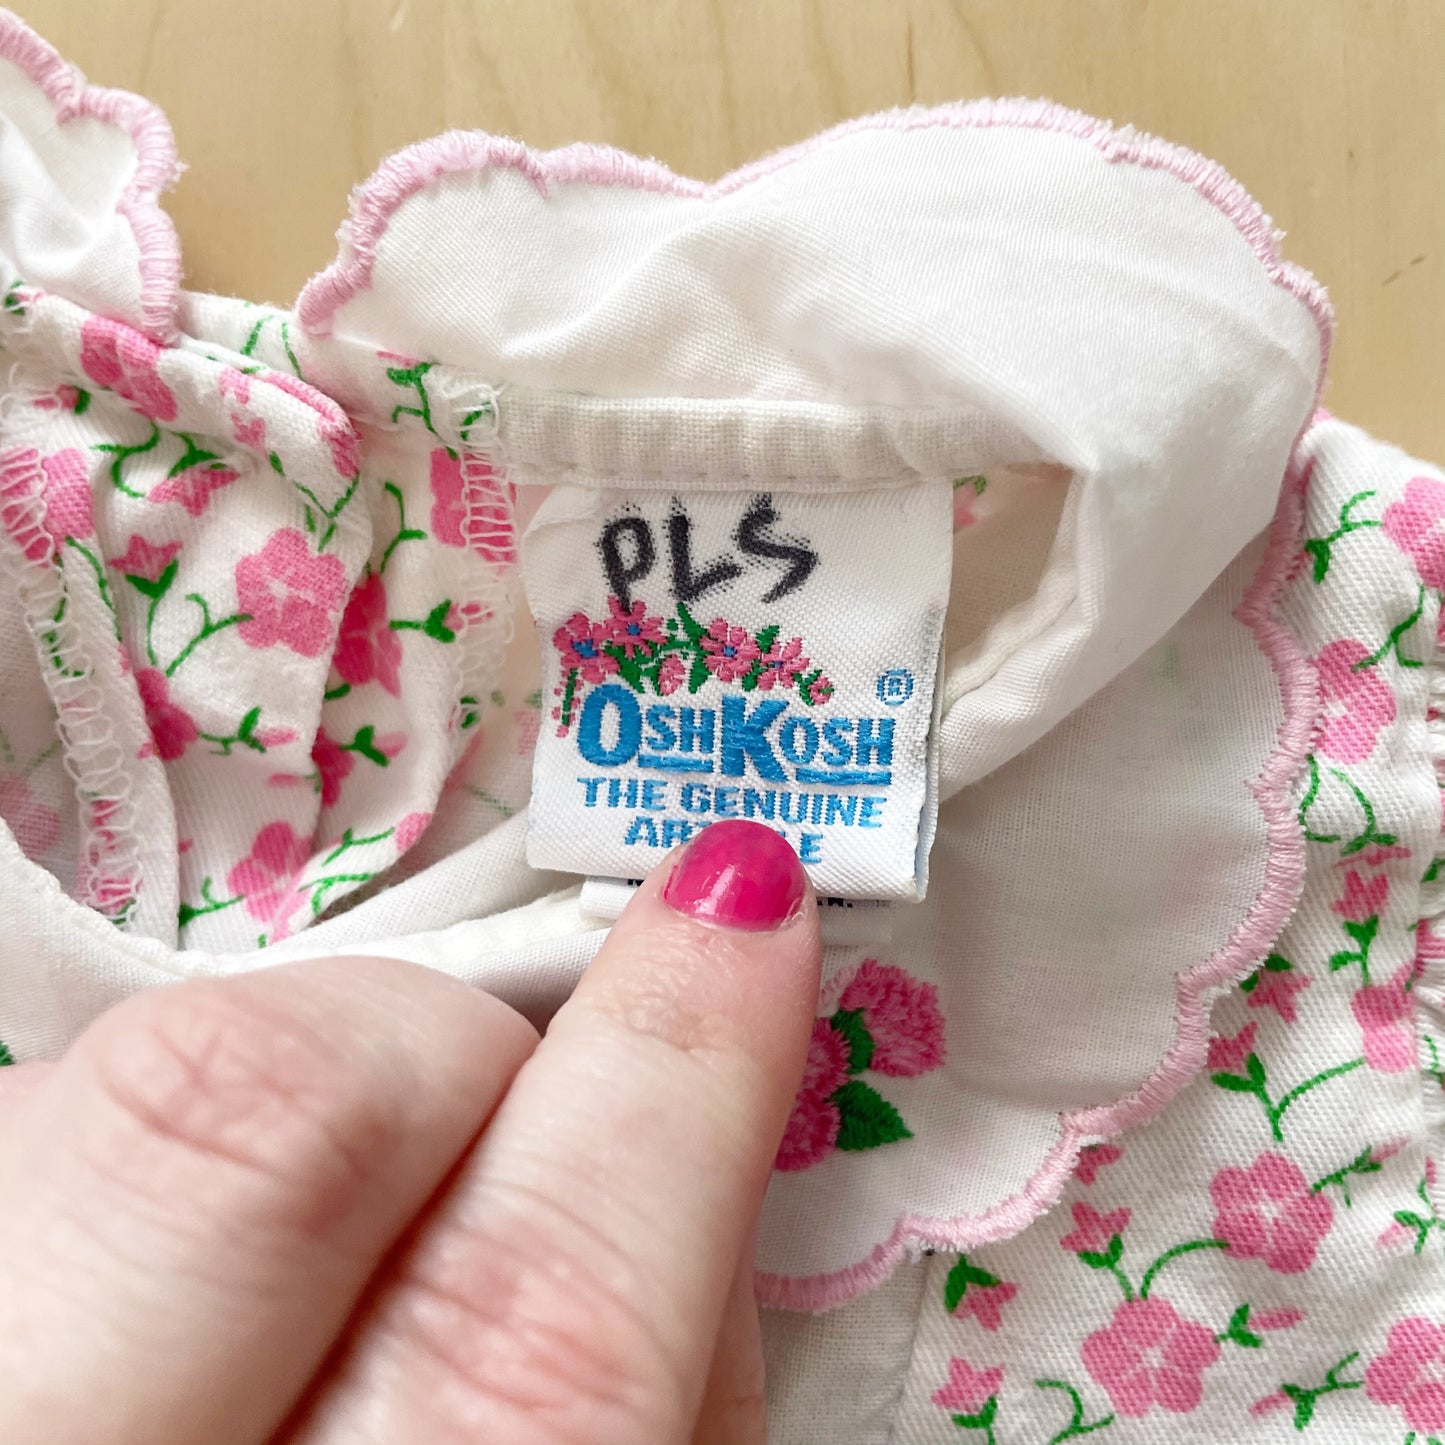 PLS
®
OSHKOSH
THE GENUINE